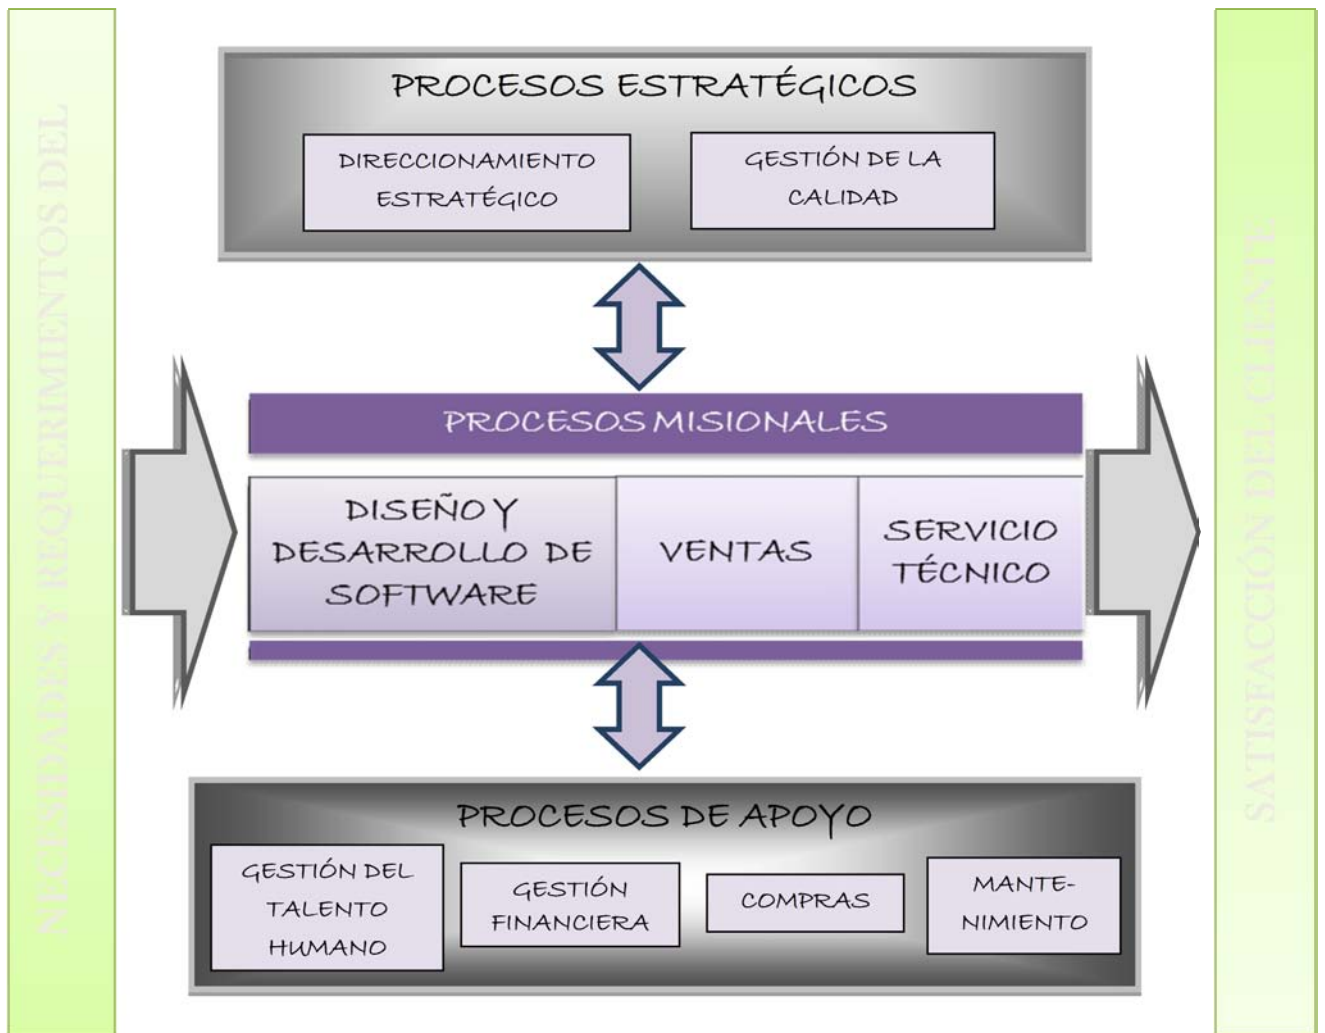 NECESIDADES Y REQUERIMIENTOS DEL
PROCESOS ESTRATÉGICOS
DIRECCIONAMIENTO
ESTRATÉGICO
GESTIÓN DE LA
CALIDAD
PROCESOS MISIONALES
DISEÑO Y
DESARROLLO DE
SOFTWARE
VENTAS
SERVICIO
TÉCNICO
PROCESOS DE APOYO
GESTIÓN DEL
TALENTO
HUMANO
GESTIÓN
FINANCIERA
COMPRAS
MANTE-
NIMIENTO
SATISFACCIÓN DEL CLIENTE